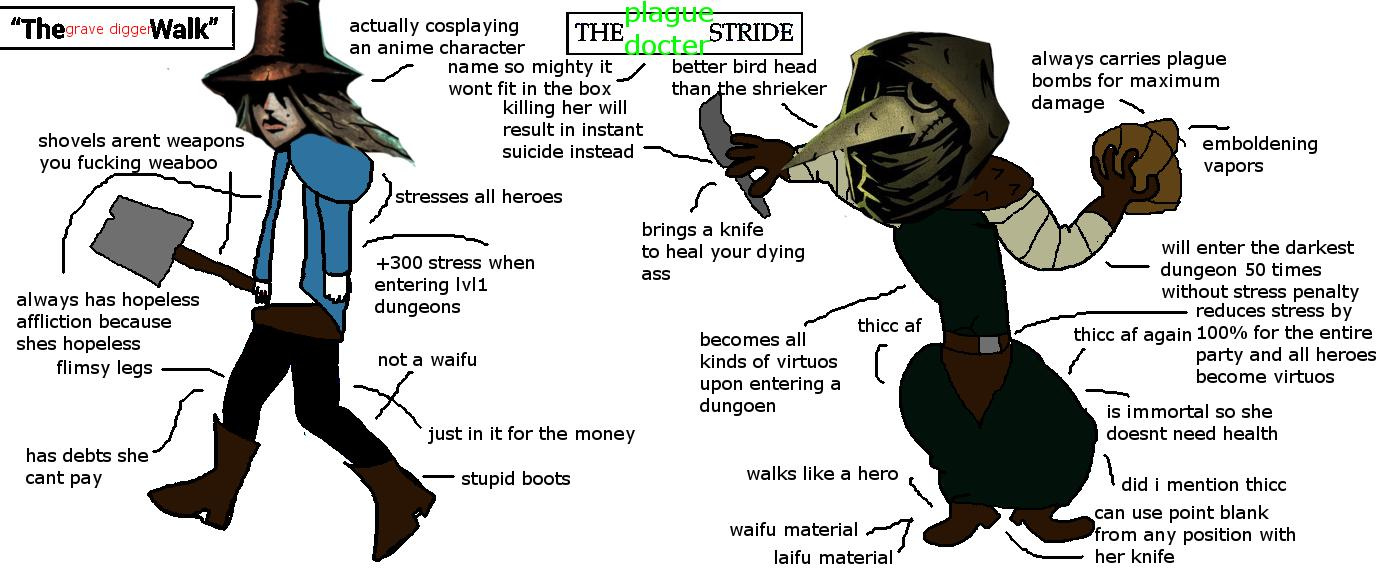 “The grave digger Walk”
actually cosplaying
an anime character
shovels arent weapons
you fucking weaboo
stresses all heroes
+300 stress when
entering lvl1
dungeons
always has hopeless
affliction because
shes hopeless
flimsy legs
not a waifu
just in it for the money
has debts she
cant pay
stupid boots
THE plague
docter STRIDE
name so mighty it
wont fit in the box
better bird head
than the shrieker
killing her will
result in instant
suicide instead
always carries plague
bombs for maximum
damage
emboldening
vapors
brings a knife
to heal your dying
ass
will enter the darkest
dungeon 50 times
without stress penalty
reduces stress by
100% for the entire
party and all heroes
become virtuos
becomes all
kinds of virtuos
upon entering a
dungoen
thicc af
thicc af again
is immortal so she
doesnt need health
walks like a hero
did i mention thicc
waifu material
laifu material
can use point blank
from any position with
her knife